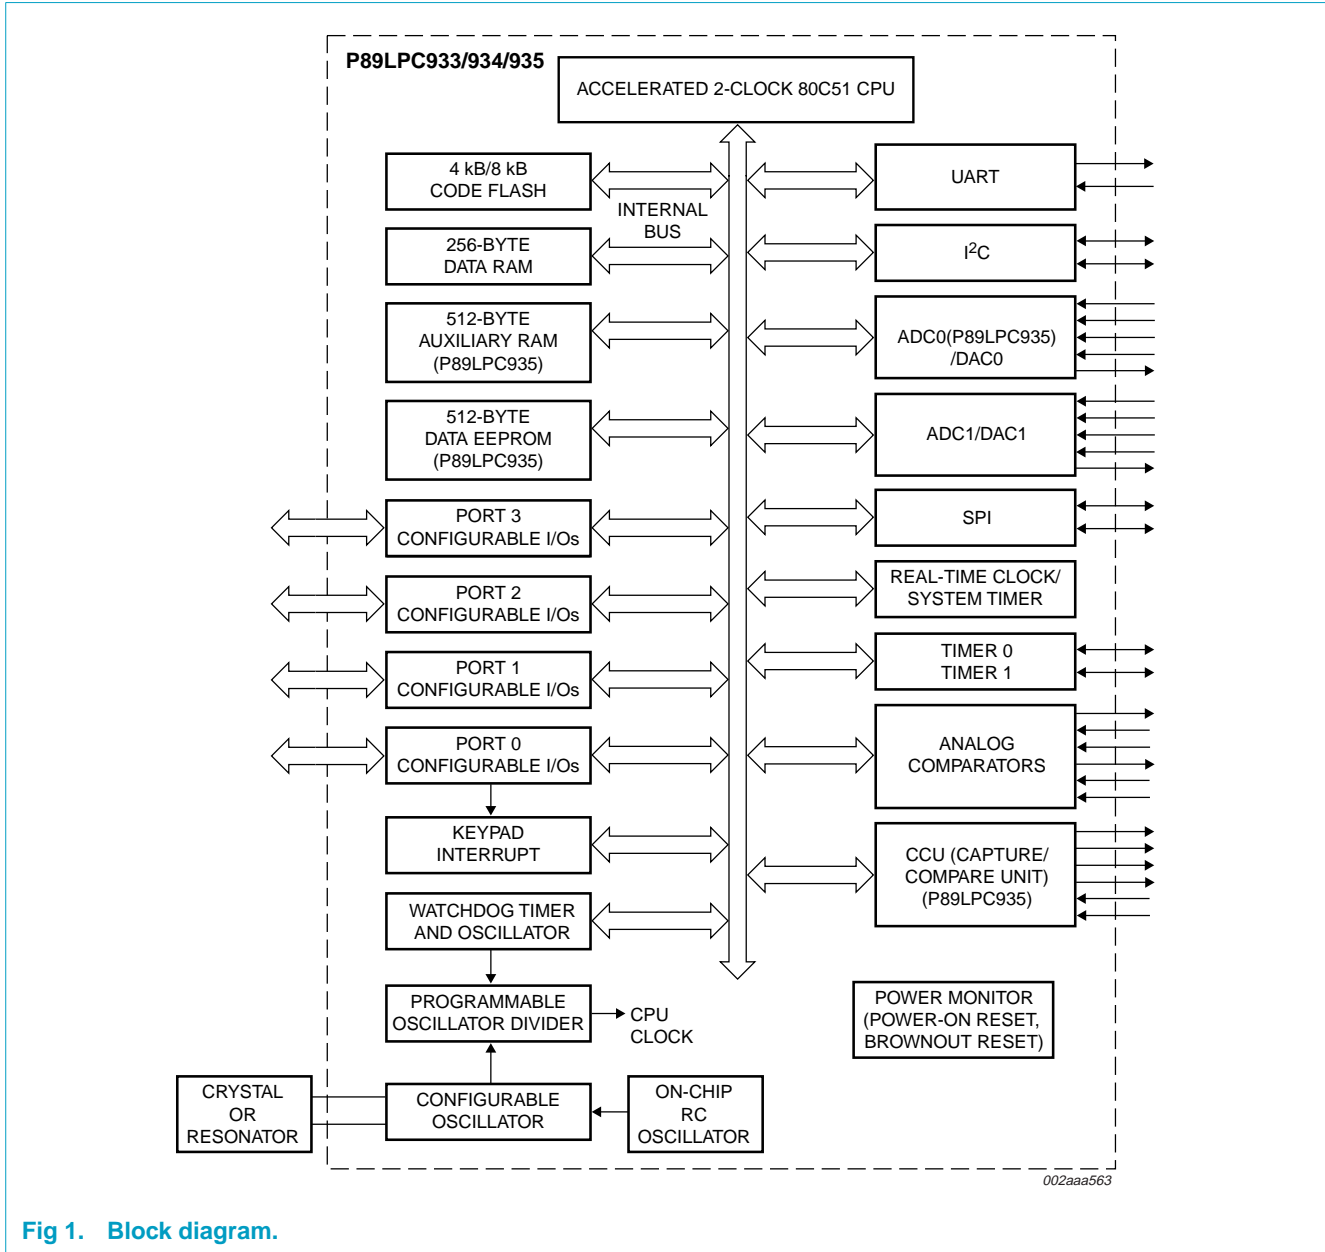 P89LPC933/934/935
ACCELERATED 2-CLOCK 80C51 CPU
4 kB/8 kB
CODE FLASH
INTERNAL
BUS
256-BYTE
DATA RAM
512-BYTE
AUXILIARY RAM
(P89LPC935)
512-BYTE
DATA EEPROM
(P89LPC935)
PORT 3
CONFIGURABLE I/Os
PORT 2
CONFIGURABLE I/Os
PORT 1
CONFIGURABLE I/Os
PORT 0
CONFIGURABLE I/Os
KEYPAD
INTERRUPT
WATCHDOG TIMER
AND OSCILLATOR
PROGRAMMABLE
OSCILLATOR DIVIDER
CPU
CLOCK
CRYSTAL
OR
RESONATOR
CONFIGURABLE
OSCILLATOR
ON-CHIP
RC
OSCILLATOR
UART
I²C
ADC0(P89LPC935)
/DAC0
ADC1/DAC1
SPI
REAL-TIME CLOCK/
SYSTEM TIMER
TIMER 0
TIMER 1
ANALOG
COMPARATORS
CCU (CAPTURE/
COMPARE UNIT)
(P89LPC935)
POWER MONITOR
(POWER-ON RESET,
BROWNOUT RESET)
002aaa563
Fig 1. Block diagram.